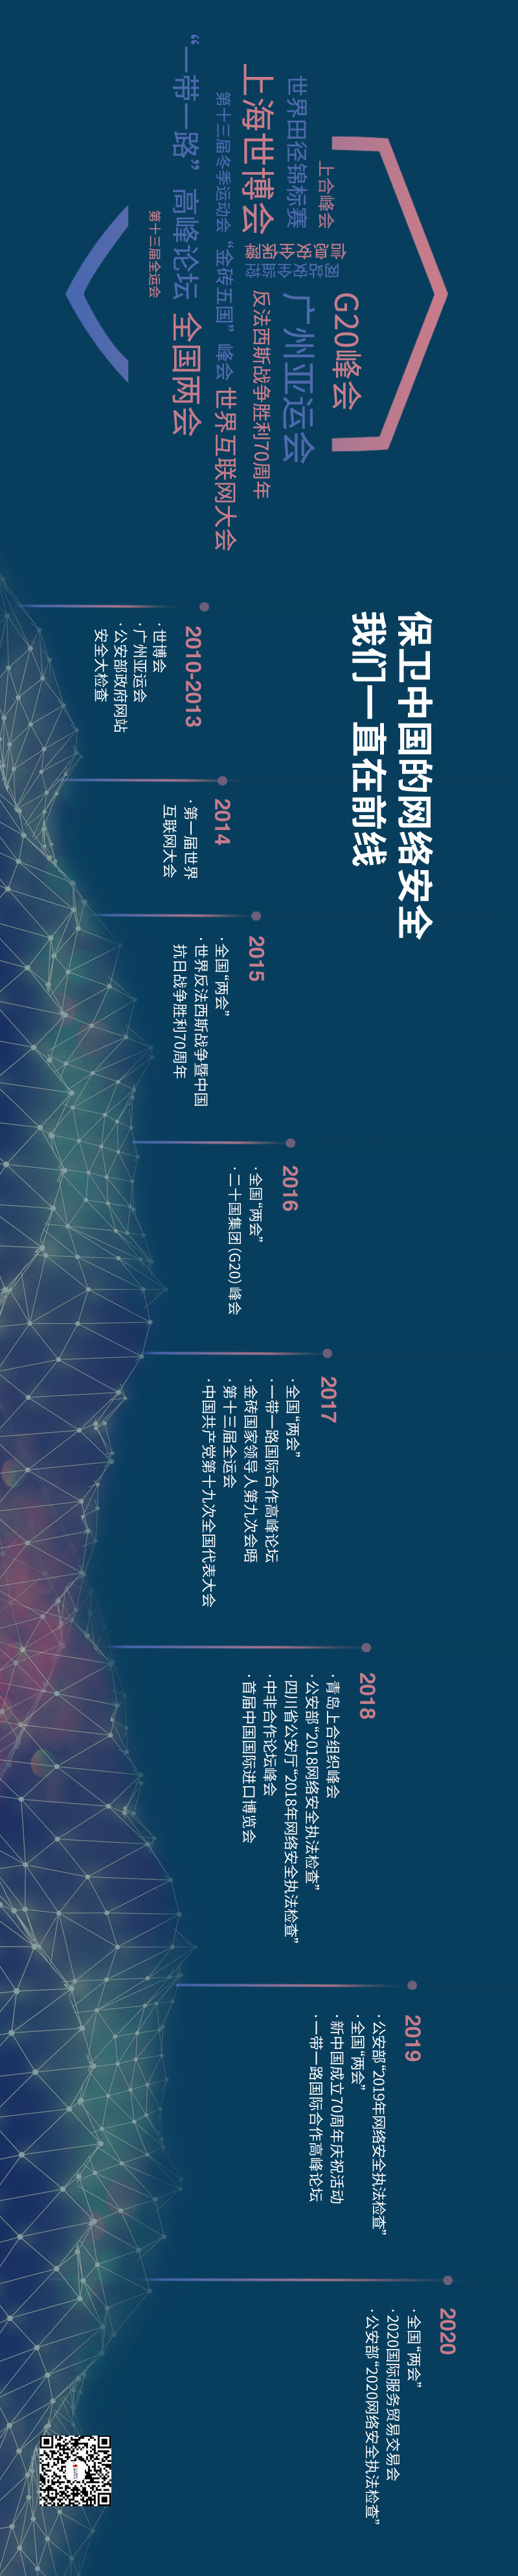 “一带一路”高峰论坛
上海世博会
世界田径锦标赛
第十三届冬季运动会
上合峰会
第十三届全运会
信息安全保障
网站安全监控
“金砖五国”峰会
反法西斯战争胜利70周年
广州亚运会
G20峰会
全国两会
世界互联网大会
保卫中国的网络安全
我们一直在前线
2010-2013
·世博会
·广州亚运会
·公安部政府网站
安全大检查
2014
·第一届世界
互联网大会
2015
·全国“两会”
·世界反法西斯战争暨中国
抗日战争胜利70周年
2016
·全国“两会”
·二十国集团(G20)峰会
2017
·全国“两会”
·一带一路国际合作高峰论坛
·金砖国家领导人第九次会晤
·第十三届全运会
·中国共产党第十九次全国代表大会
2018
·青岛上合组织峰会
·公安部“2018网络安全执法检查”
·四川省公安厅“2018年网络安全执法检查”
·中非合作论坛峰会
·首届中国国际进口博览会
2019
·公安部“2019年网络安全执法检查”
·全国“两会”
·新中国成立70周年庆祝活动
·一带一路国际合作高峰论坛
2020
·全国“两会”
·2020国际服务贸易交易会
·公安部“2020网络安全执法检查”